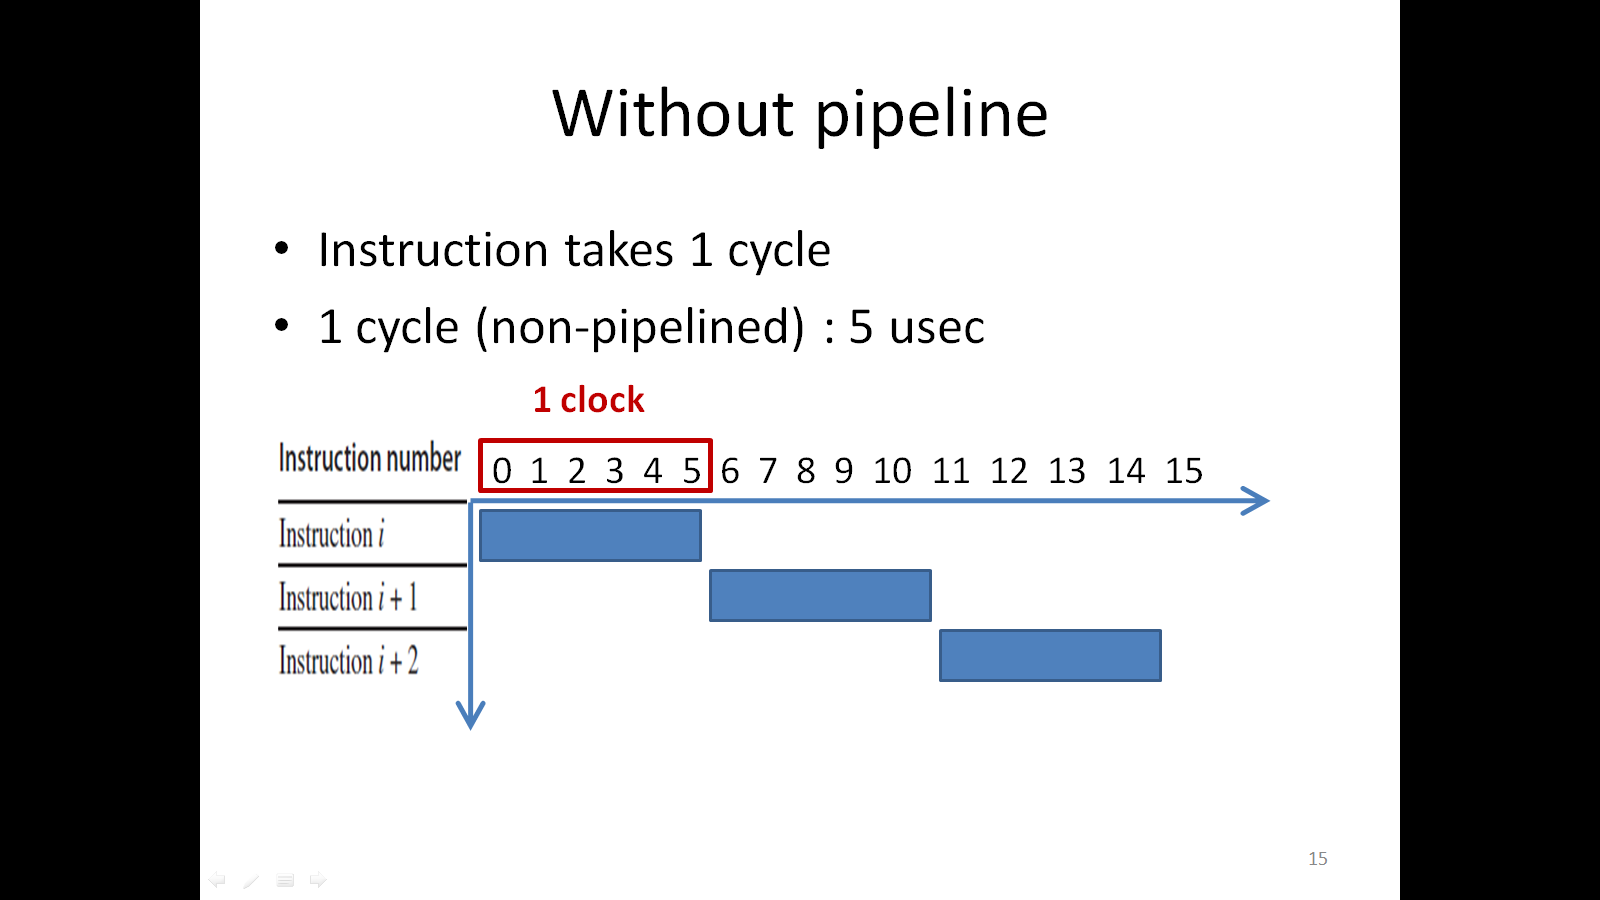 Without pipeline
• Instruction takes 1 cycle
• 1 cycle (non-pipelined) : 5 usec
1 clock
Instruction number 0 1 2 3 4 5 6 7 8 9 10 11 12 13 14 15
Instruction i
Instruction i + 1
Instruction i + 2
15